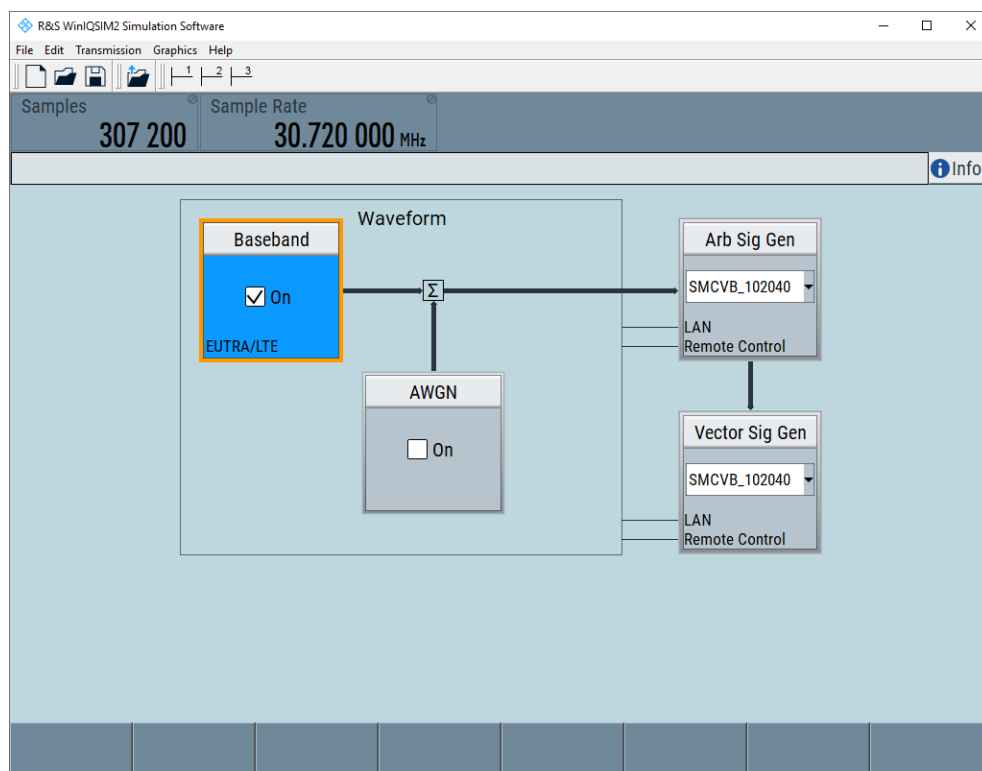 R&S WinIQSIM2 Simulation Software
File Edit Transmission Graphics Help
1 2 3
Samples
307 200
Sample Rate
30.720 000 MHz
i Info
Waveform
Baseband
On
EUTRA/LTE
Σ
AWGN
On
Arb Sig Gen
SMCVB_102040
LAN
Remote Control
Vector Sig Gen
SMCVB_102040
LAN
Remote Control